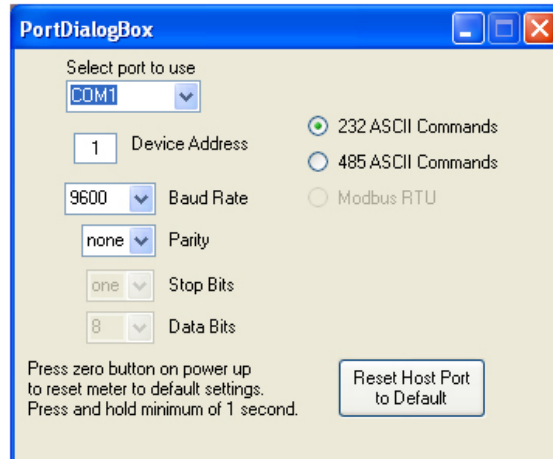 PortDialogBox
Select port to use
COM1
1 Device Address
9600 Baud Rate
none Parity
one Stop Bits
8 Data Bits
232 ASCII Commands
485 ASCII Commands
Modbus RTU
Press zero button on power up
to reset meter to default settings.
Press and hold minimum of 1 second.
Reset Host Port
to Default